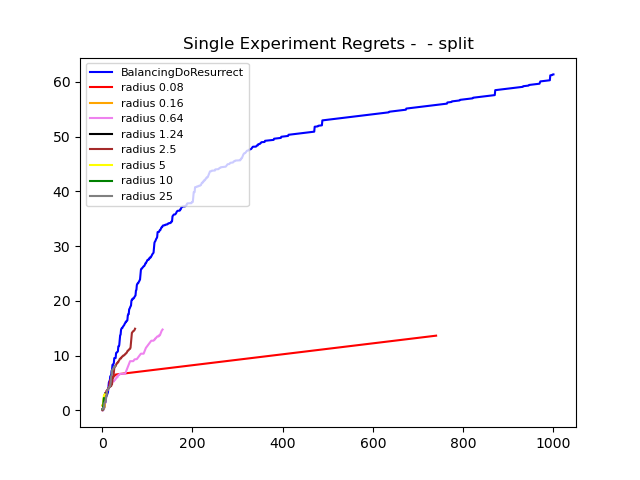 Single Experiment Regrets -  - split
BalancingDoResurrect
radius 0.08
radius 0.16
radius 0.64
radius 1.24
radius 2.5
radius 5
radius 10
radius 25
60
50
40
30
20
10
0
0 200 400 600 800 1000